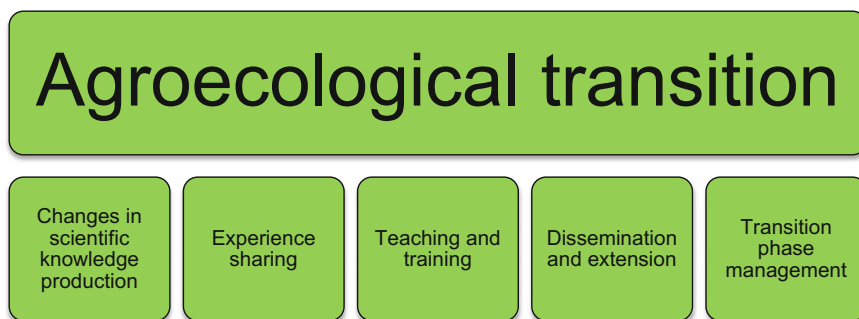 Agroecological transition
Changes in
scientific
knowledge
production
Experience
sharing
Teaching and
training
Dissemination
and extension
Transition
phase
management